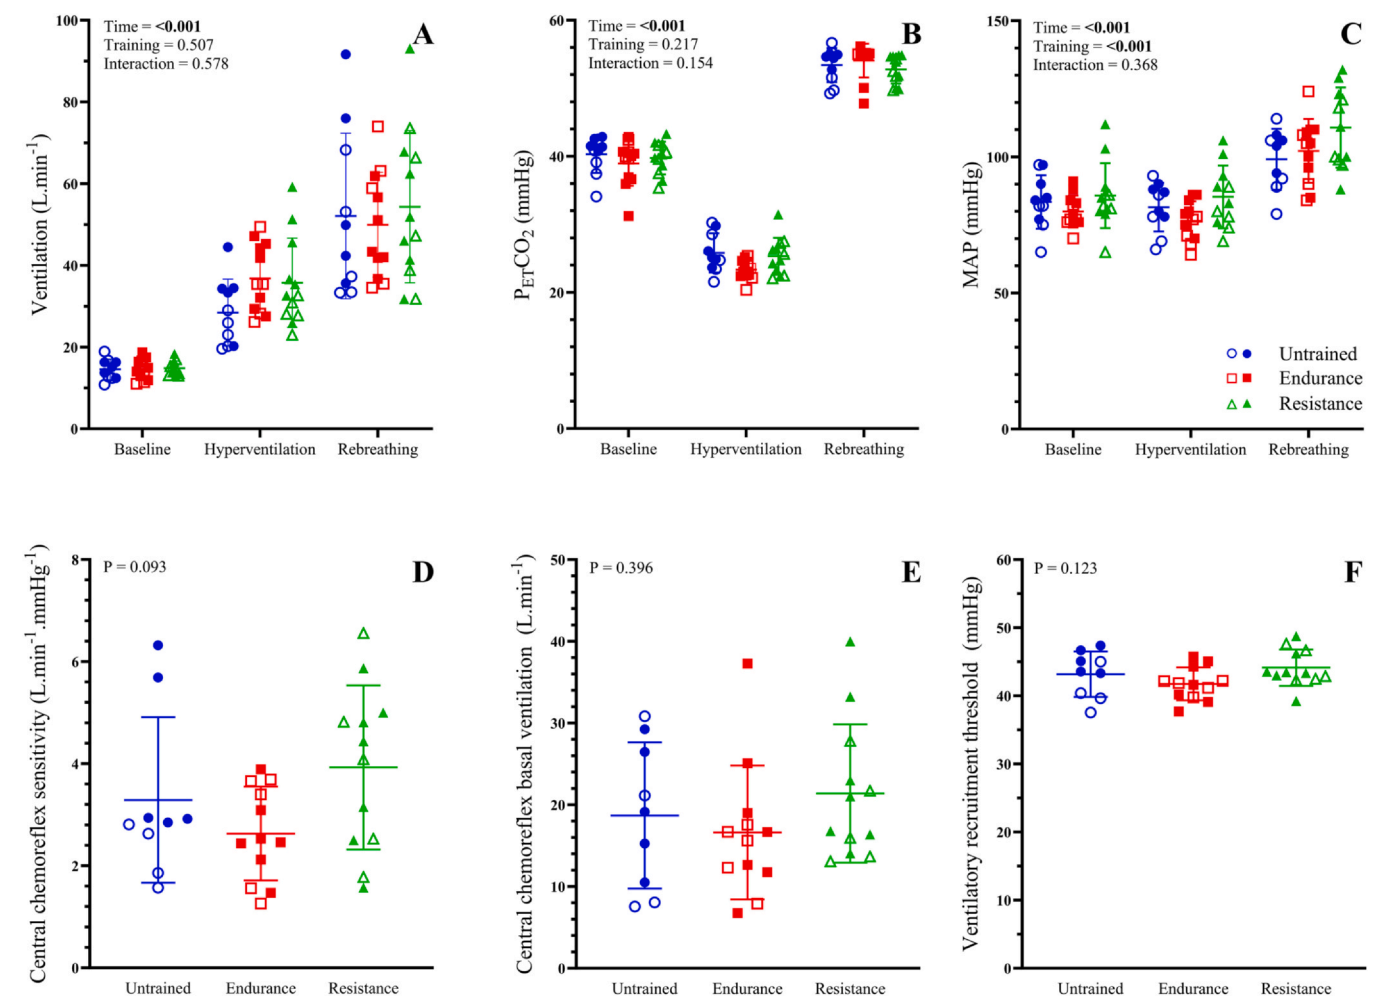 A
Time = <0.001
Training = 0.507
Interaction = 0.578
Ventilation (L.min-1)
100
80
60
40
20
0
Baseline
Hyperventilation
Rebreathing
B
Time = <0.001
Training = 0.217
Interaction = 0.154
PETCO2 (mmHg)
60
40
20
0
Baseline
Hyperventilation
Rebreathing
C
Time = <0.001
Training = <0.001
Interaction = 0.368
MAP (mmHg)
150
100
50
0
Untrained
Endurance
Resistance
Baseline
Hyperventilation
Rebreathing
D
P = 0.093
Central chemoreflex sensitivity (L.min-1.mmHg-1)
8
6
4
2
0
Untrained
Endurance
Resistance
E
P = 0.396
Central chemoreflex basal ventilation (L.min-1)
50
40
30
20
10
0
Untrained
Endurance
Resistance
F
P = 0.123
Ventilatory recruitment threshold (mmHg)
60
50
40
30
20
10
0
Untrained
Endurance
Resistance